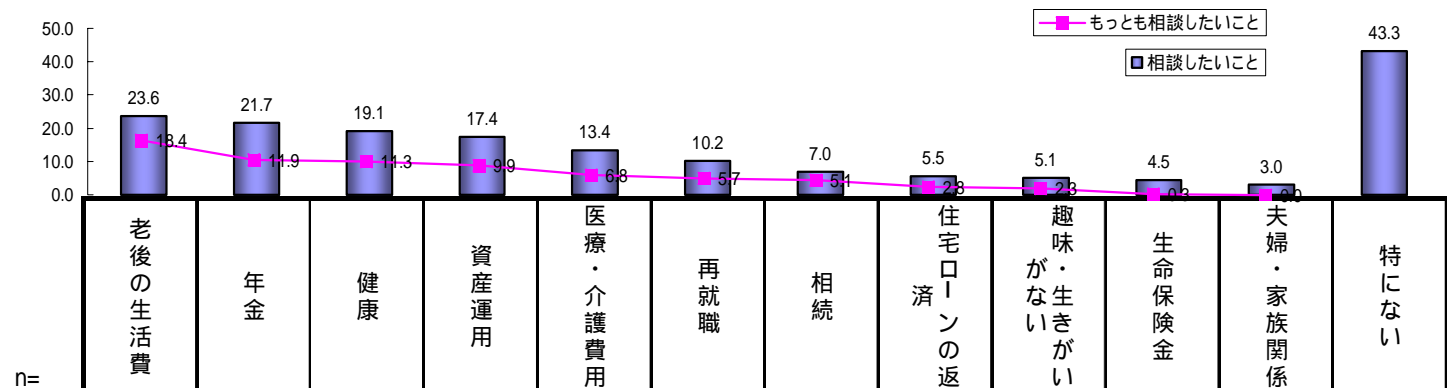 もっとも相談したいこと
相談したいこと
50.0
40.0
30.0
20.0
10.0
0.0
23.6
21.7
19.1
17.4
13.4
10.2
7.0
5.5
5.1
4.5
3.0
43.3
18.4
11.9
11.3
9.9
6.8
5.7
5.1
2.8
2.3
0.3
0.0
老後の生活費
年金
健康
資産運用
医療・介護費用
再就職
相続
住宅ローンの返
済
趣味・生きがい
がない
生命保険金
夫婦・家族関係
特にない
n=